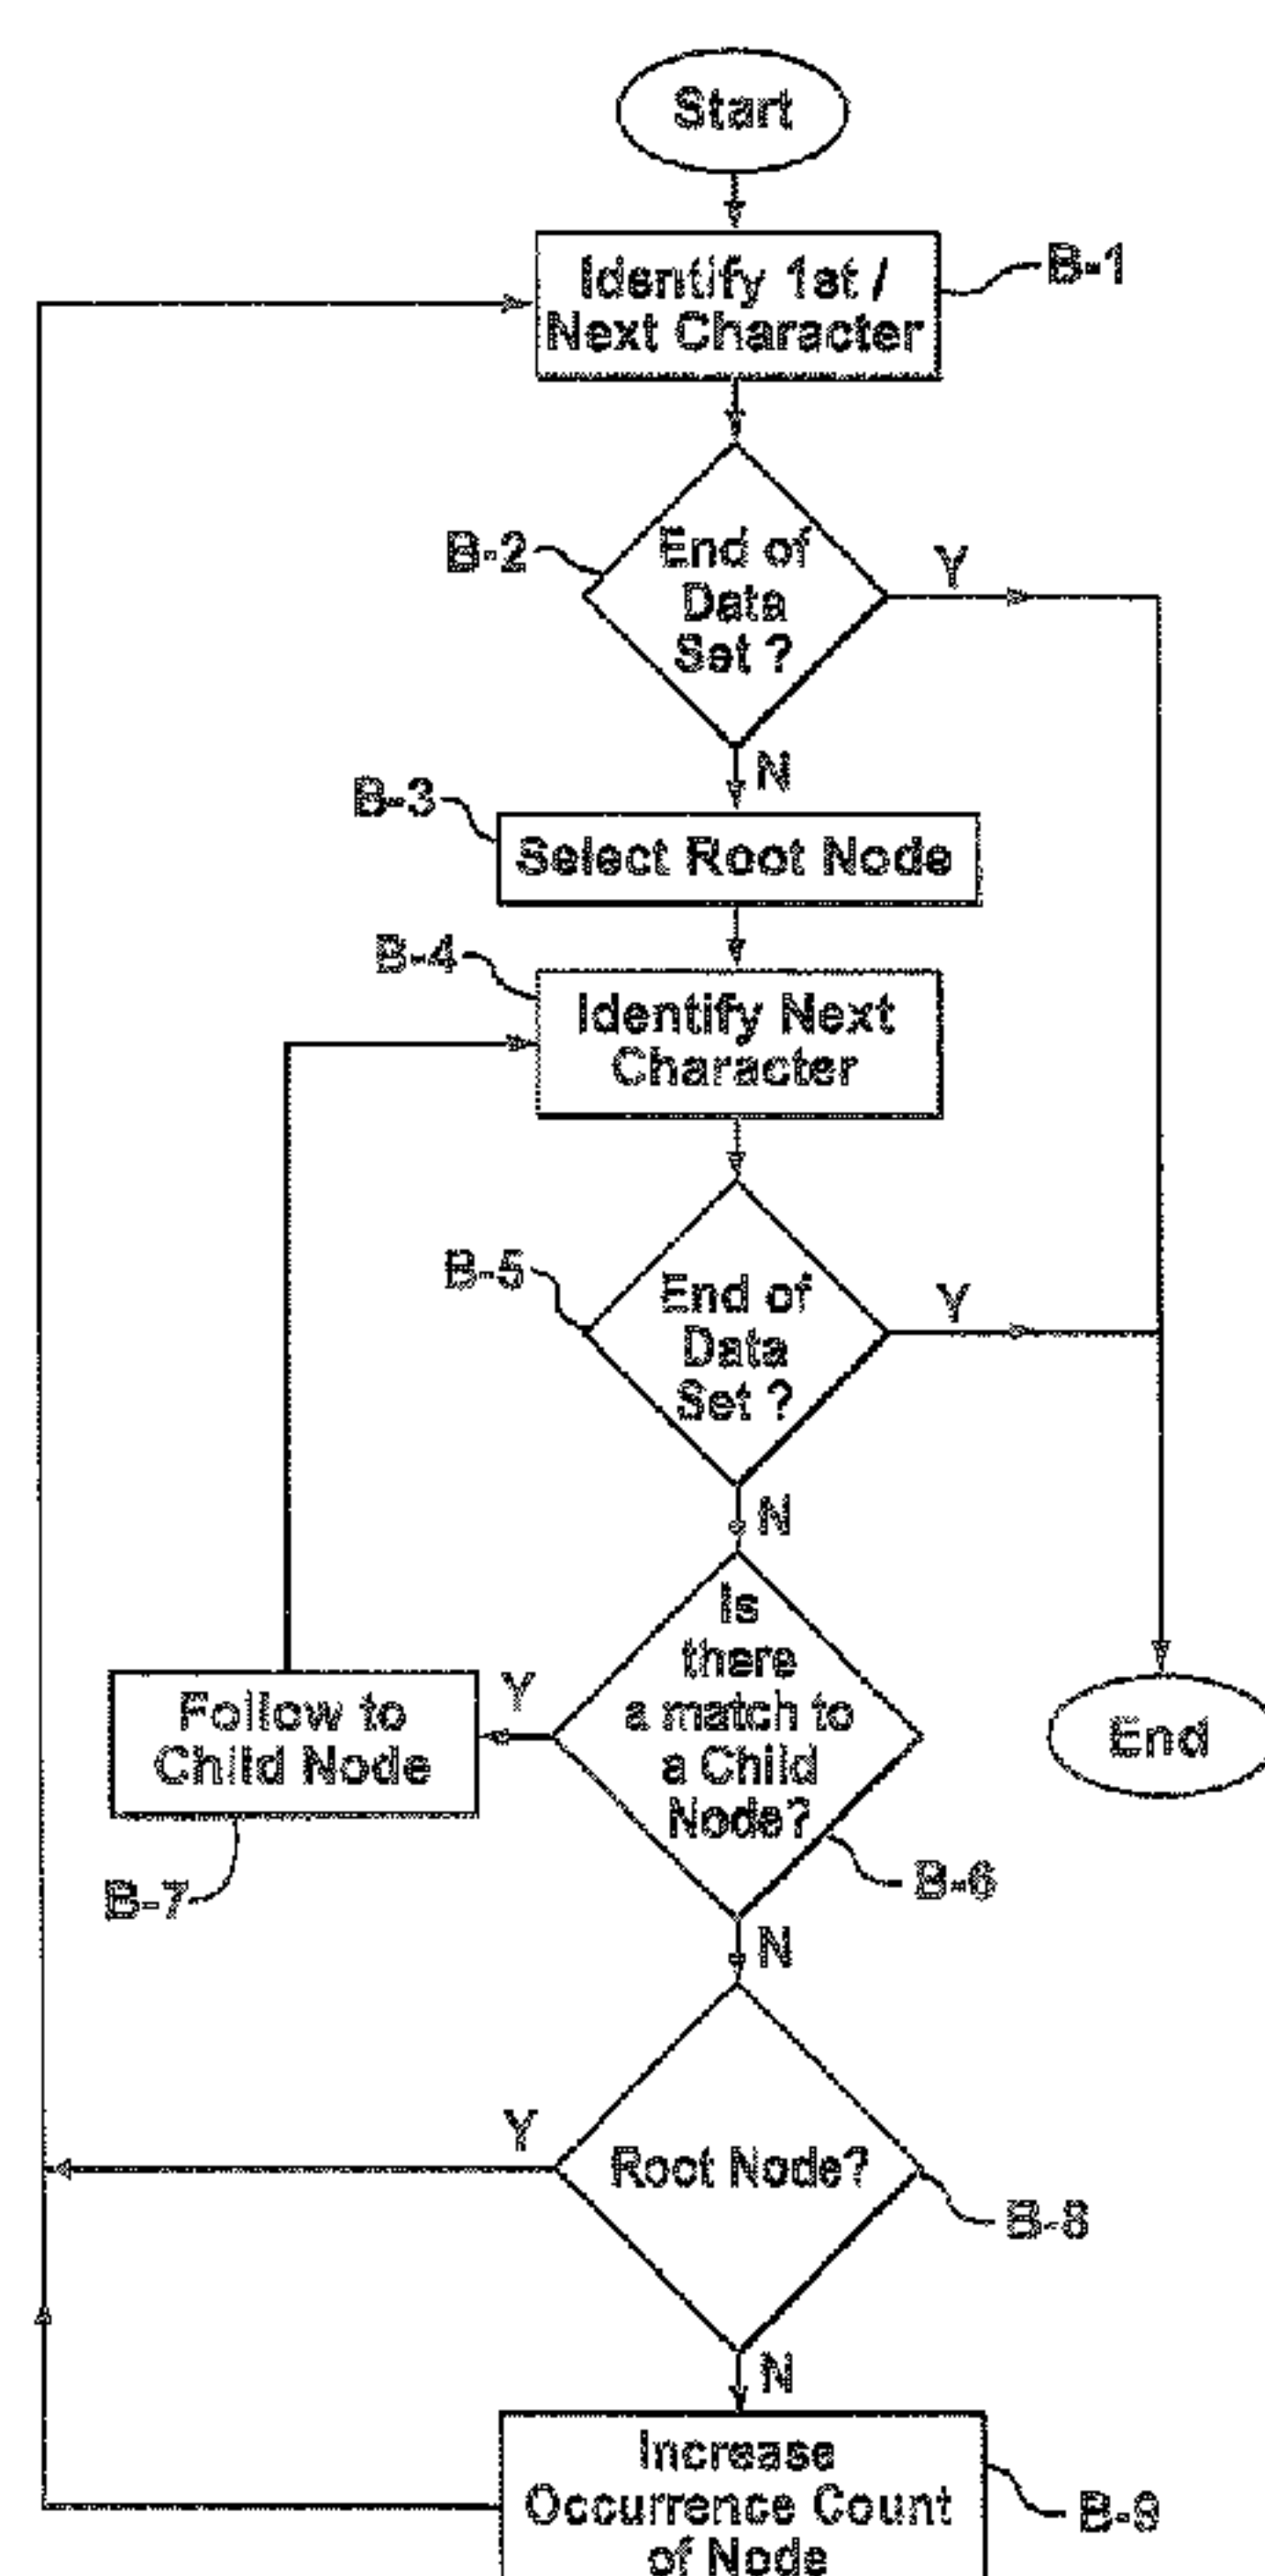 Start
Identify 1st /
Next Character
B-1
B-2
End of
Data
Set ?
Y
N
B-3
Select Root Node
B-4
Identify Next
Character
B-5
End of
Data
Set ?
Y
N
Is
there
a match to
a Child
Node?
Y
Follow to
Child Node
End
B-6
B-7
N
Y
Root Node?
B-8
N
Increase
Occurrence Count
of Node
B-9